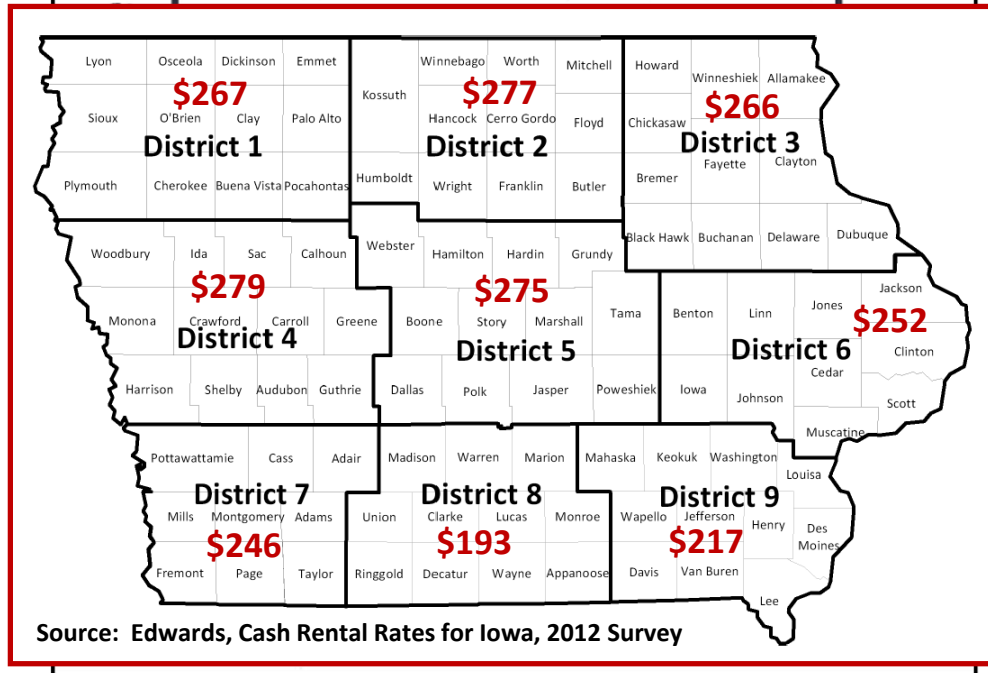 Lyon Osceola Dickinson Emmet
$267
Sioux O'Brien Clay Palo Alto
District 1
Plymouth Cherokee Buena Vista Pocahontas
Winnebago Worth Mitchell
Kossuth
$277
Hancock Cerro Gordo Floyd
District 2
Humboldt Wright Franklin Butler
Howard Winneshiek Allamakee
$266
Chickasaw
District 3
Bremer Fayette Clayton
Black Hawk Buchanan Delaware Dubuque
Woodbury Ida Sac Calhoun
$279
Monona Crawford Carroll Greene
District 4
Harrison Shelby Audubon Guthrie
Webster Hamilton Hardin Grundy
$275
Boone Story Marshall Tama
District 5
Dallas Polk Jasper Poweshiek
Jackson
Benton Linn Jones
$252
District 6
Clinton
Cedar
Iowa Johnson Scott
Muscatine
Pottawattamie Cass Adair
District 7
Mills Montgomery Adams
$246
Fremont Page Taylor
Madison Warren Marion
District 8
Union Clarke Lucas Monroe
$193
Ringgold Decatur Wayne Appanoose
Mahaska Keokuk Washington Louisa
District 9
Wapello Jefferson Henry Des
Moines
$217
Davis Van Buren
Lee
Source: Edwards, Cash Rental Rates for Iowa, 2012 Survey